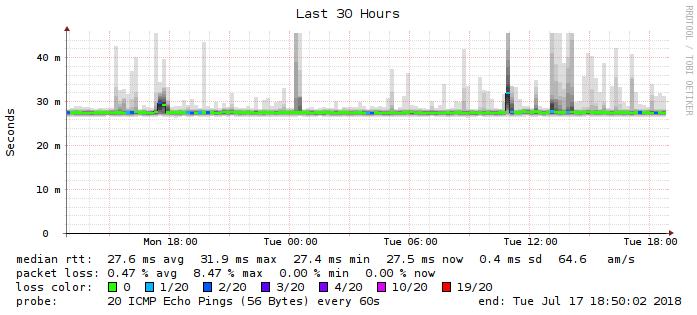 Last 30 Hours
RRDTOOL / TOBI OETIKER
Seconds
40 m
30 m
20 m
10 m
0
Mon 18:00 Tue 00:00 Tue 06:00 Tue 12:00 Tue 18:00
median rtt: 27.6 ms avg 31.9 ms max 27.4 ms min 27.5 ms now 0.4 ms sd 64.6 am/s
packet loss: 0.47 % avg 8.47 % max 0.00 % min 0.00 % now
loss color: 0 1/20 2/20 3/20 4/20 10/20 19/20
probe: 20 ICMP Echo Pings (56 Bytes) every 60s end: Tue Jul 17 18:50:02 2018